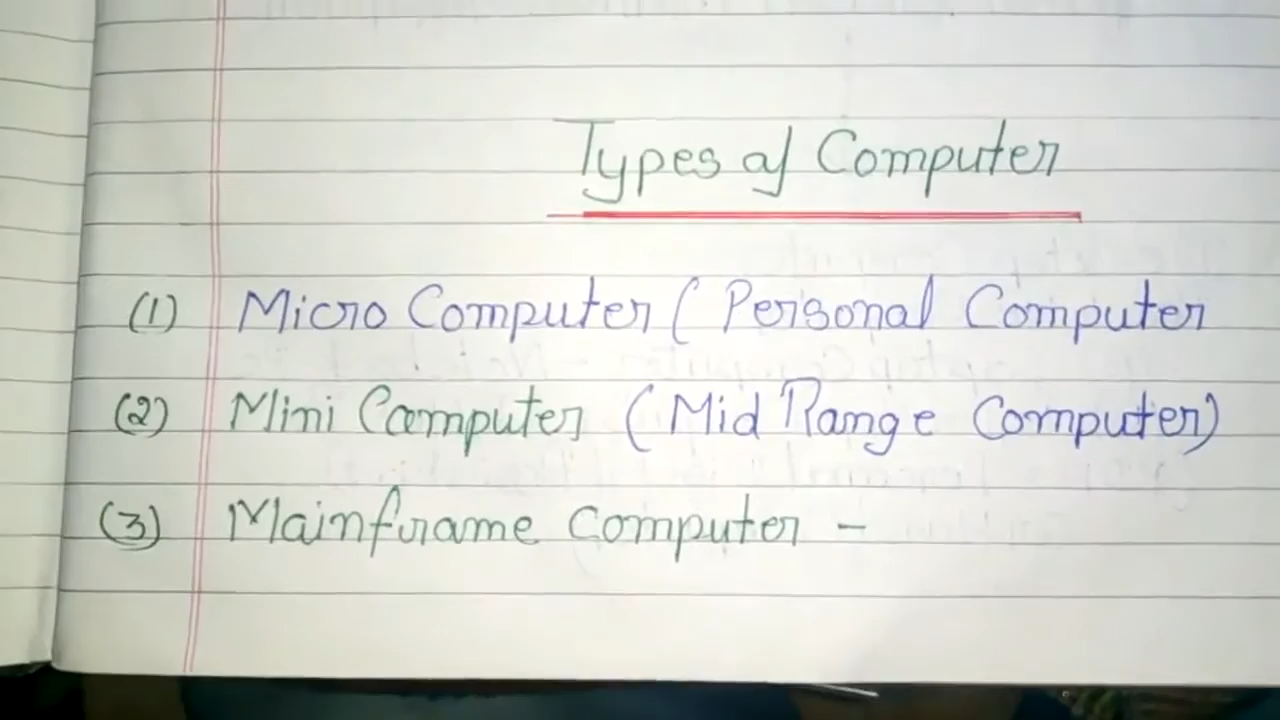 Types of Computer
(1) Micro Computer ( Personal Computer
(2) Mini Computer (Mid Range Computer)
(3) Mainframe Computer -